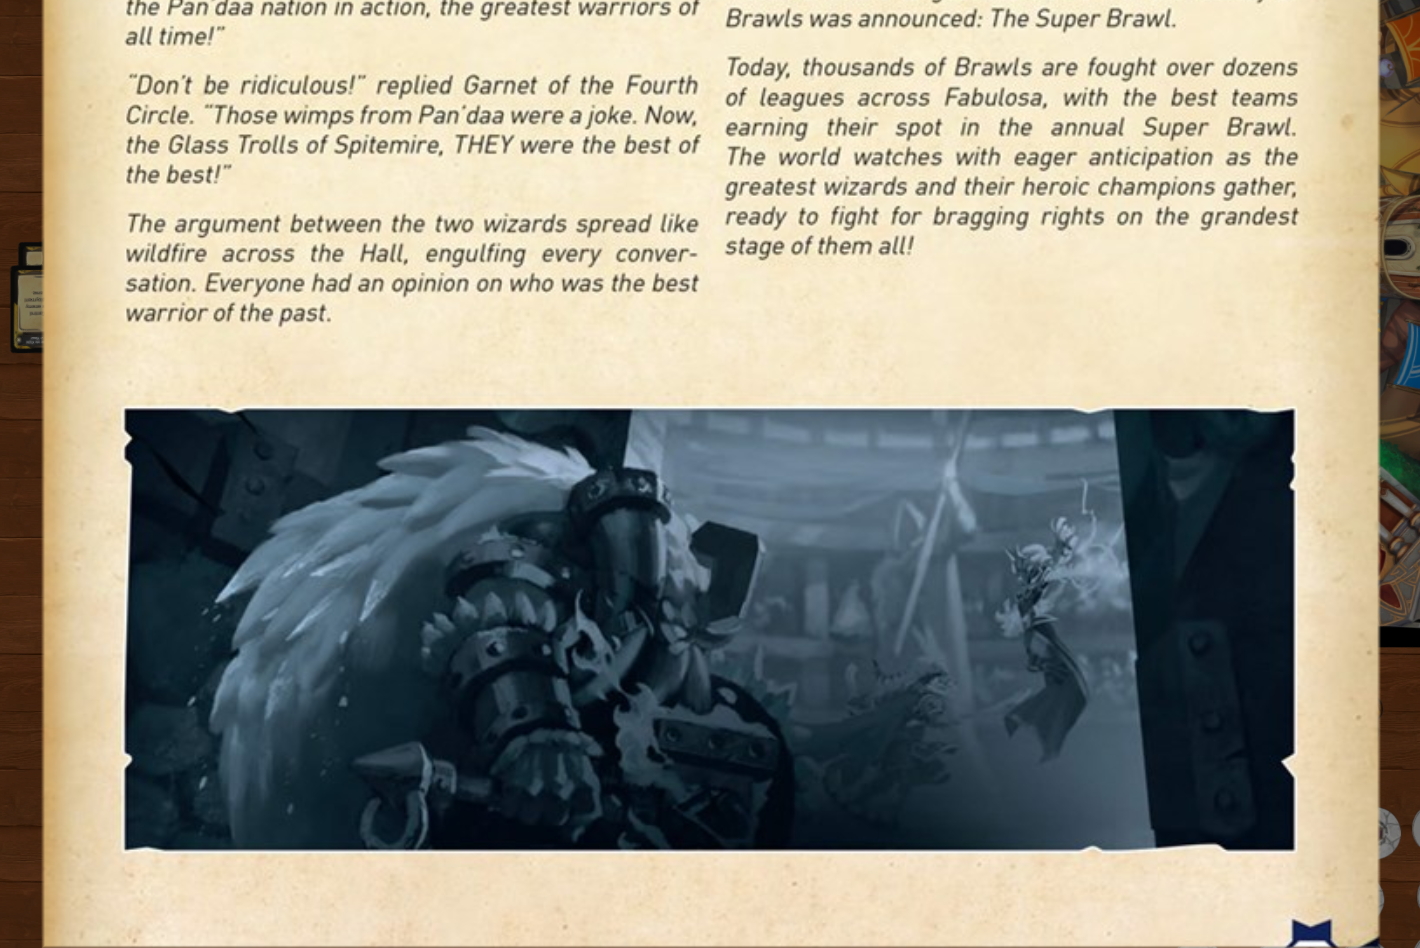 the Pan'daa nation in action, the greatest warriors of
all time!"
"Don't be ridiculous!" replied Garnet of the Fourth
Circle. "Those wimps from Pan'daa were a joke. Now,
the Glass Trolls of Spitemire, THEY were the best of
the best!"
The argument between the two wizards spread like
wildfire across the Hall, engulfing every conver-
sation. Everyone had an opinion on who was the best
warrior of the past.
Brawls was announced: The Super Brawl.
Today, thousands of Brawls are fought over dozens
of leagues across Fabulosa, with the best teams
earning their spot in the annual Super Brawl.
The world watches with eager anticipation as the
greatest wizards and their heroic champions gather,
ready to fight for bragging rights on the grandest
stage of them all!